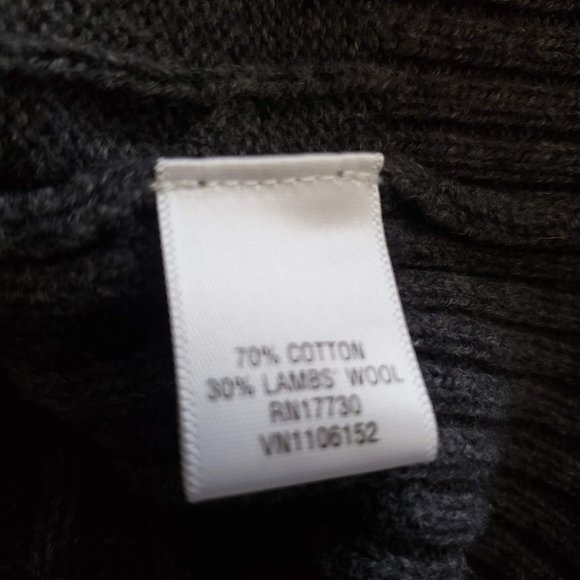 70% COTTON
30% LAMBS' WOOL
RN17730
VN1106152